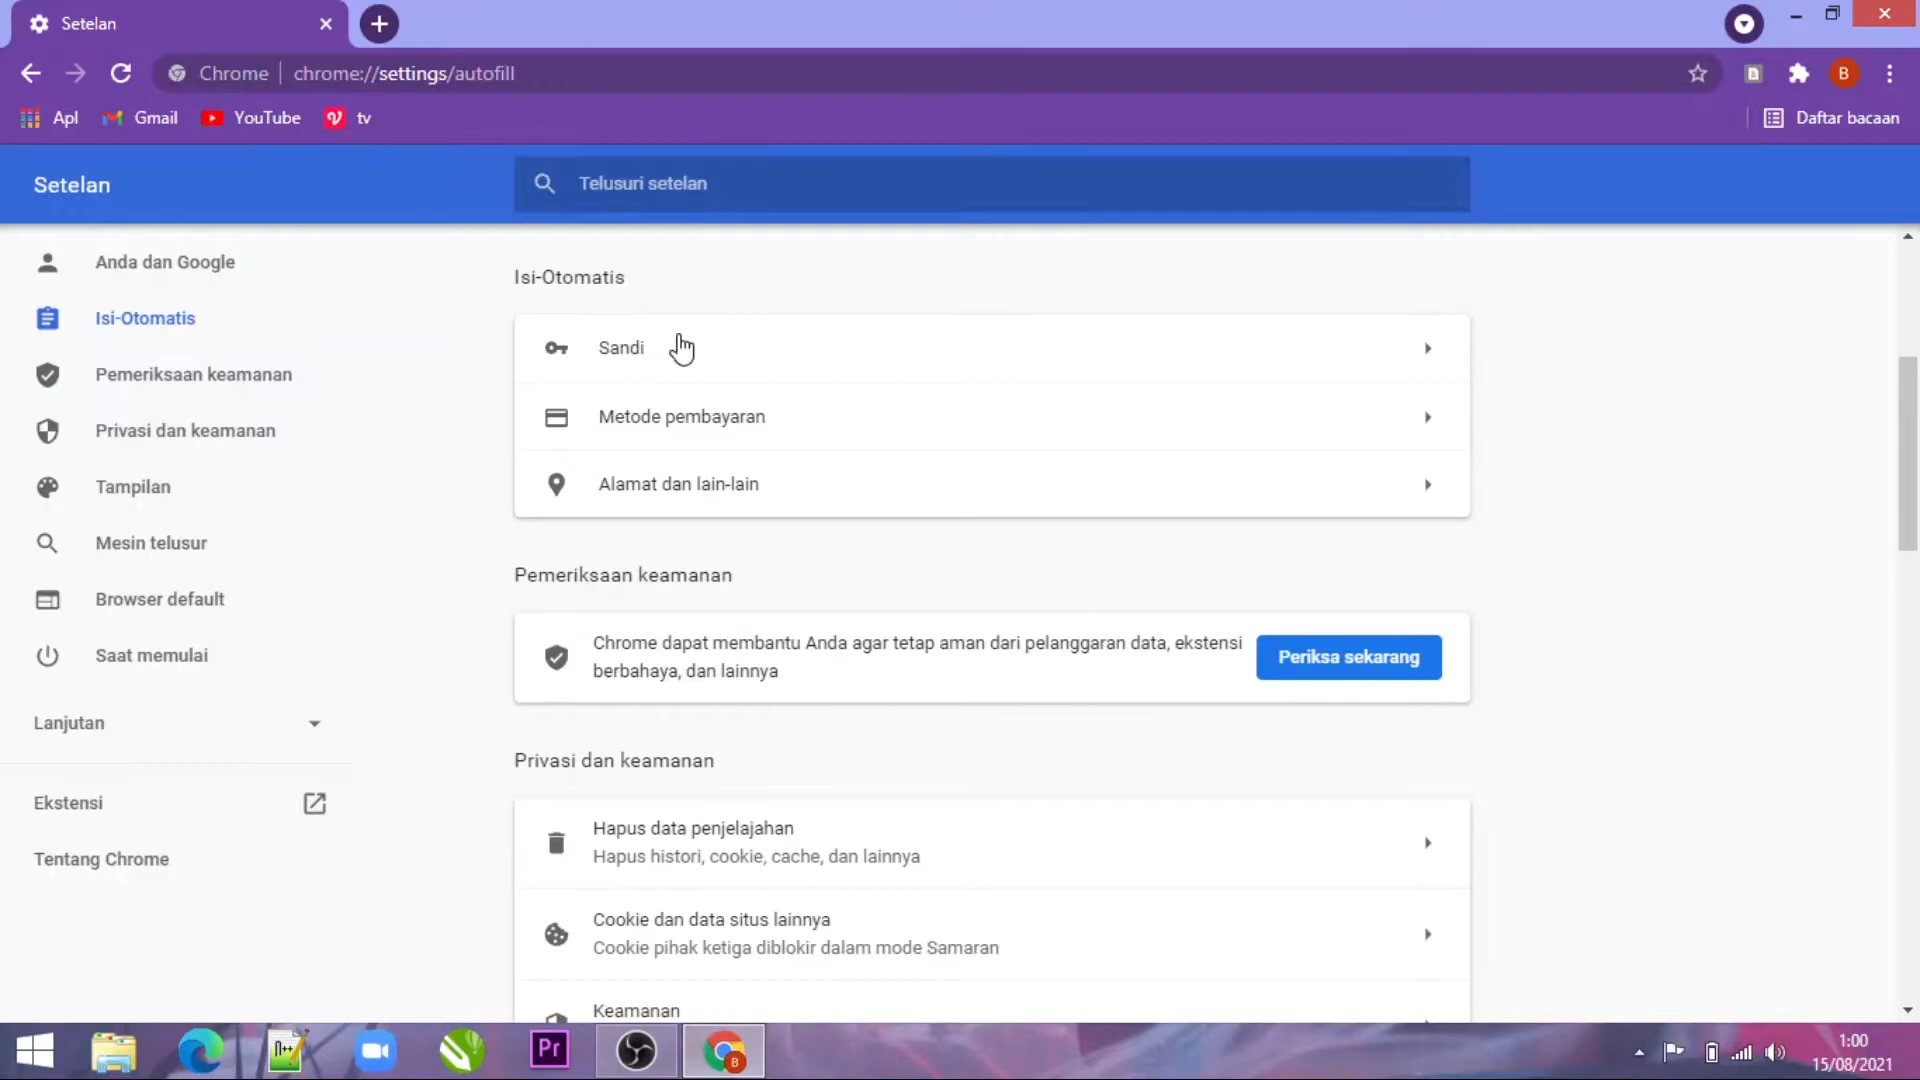 Setelan
Chrome
chrome://settings/autofill
B
Apl
Gmail
YouTube
tv
Daftar bacaan
Setelan
Telusuri setelan
Anda dan Google
Isi-Otomatis
Pemeriksaan keamanan
Privasi dan keamanan
Tampilan
Mesin telusur
Browser default
Saat memulai
Lanjutan
Ekstensi
Tentang Chrome
Isi-Otomatis
Sandi
Metode pembayaran
Alamat dan lain-lain
Pemeriksaan keamanan
Chrome dapat membantu Anda agar tetap aman dari pelanggaran data, ekstensi
berbahaya, dan lainnya
Periksa sekarang
Privasi dan keamanan
Hapus data penjelajahan
Hapus histori, cookie, cache, dan lainnya
Cookie dan data situs lainnya
Cookie pihak ketiga diblokir dalam mode Samaran
Keamanan
Pr
B
1:00
15/08/2021